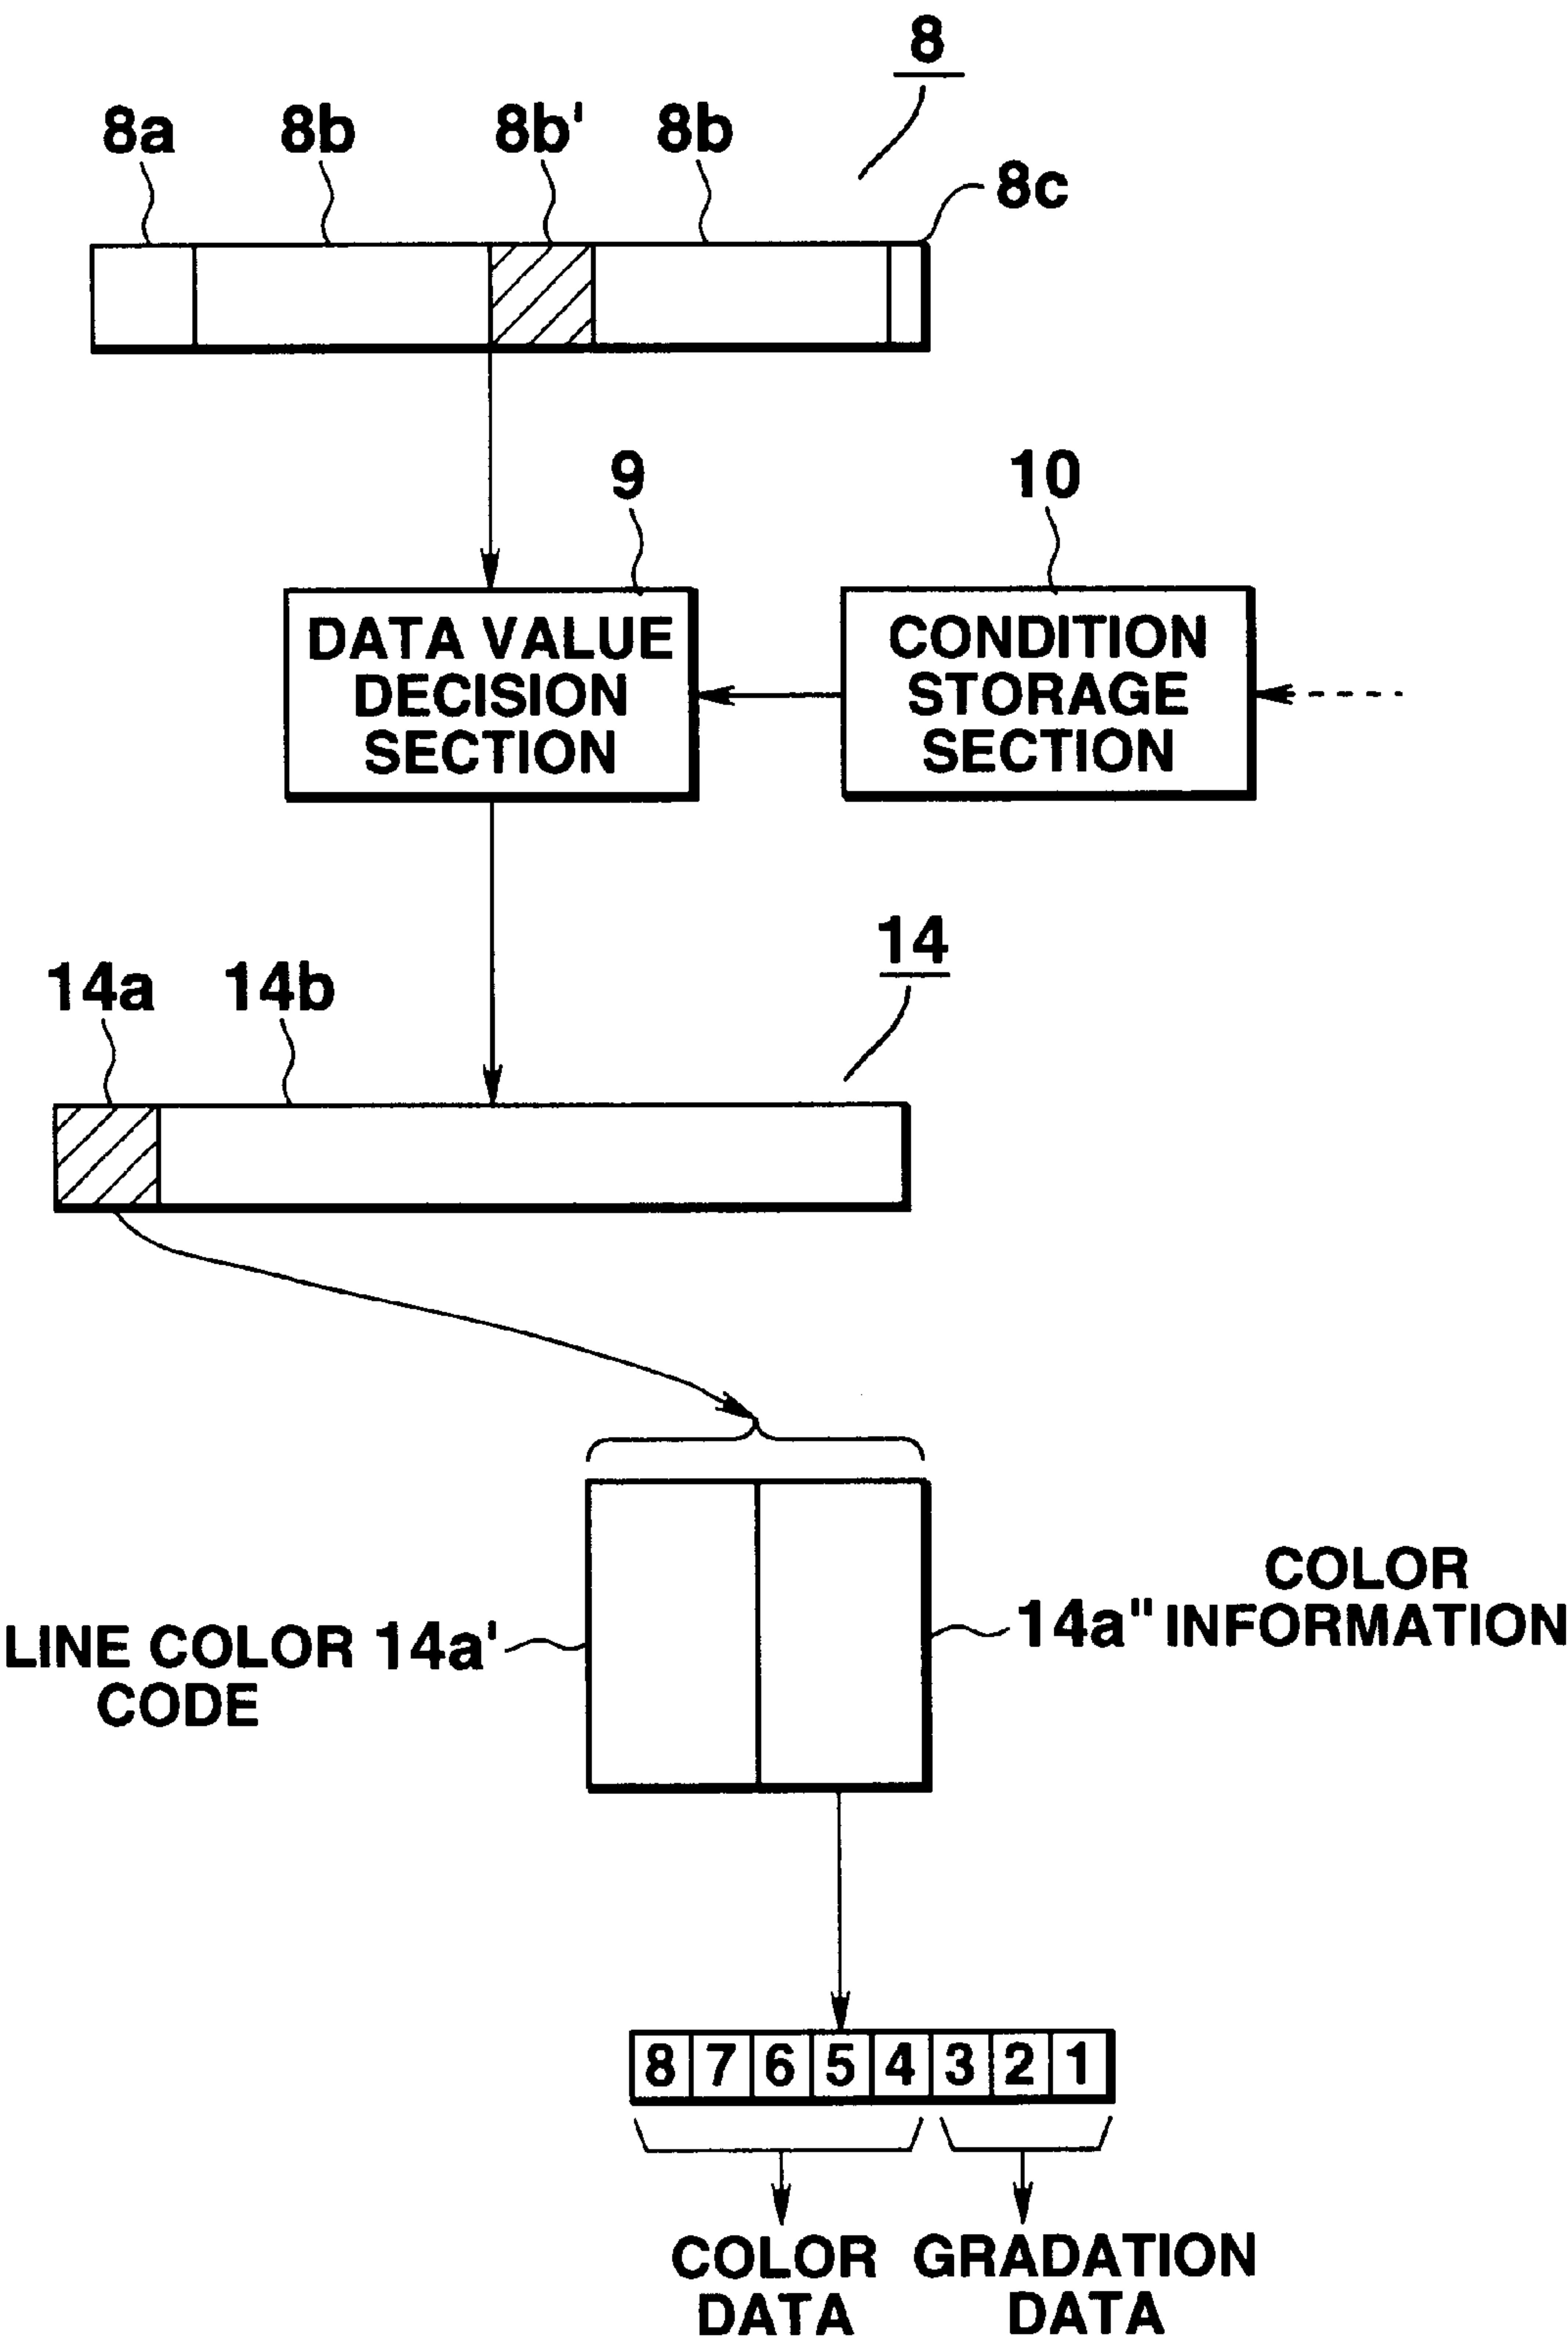 8
8a 8b 8b' 8b
8c
9 10
DATA VALUE
DECISION
SECTION
CONDITION
STORAGE
SECTION
14
14a 14b
LINE COLOR 14a'
CODE
COLOR
14a" INFORMATION
8 7 6 5 4 3 2 1
COLOR
DATA
GRADATION
DATA